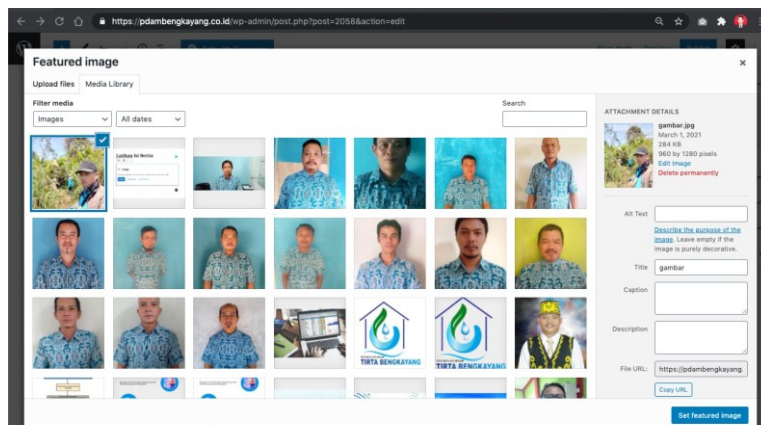 https://pdambengkayang.co.id/wp-admin/post.php?post=2058&action=edit
Featured image
Upload files
Media Library
Filter media
Images
All dates
Search
Latihan Isi Berita
TIRTA BENGKAYANG
TIRTA BENGKAYANG
ATTACHMENT DETAILS
gambar.jpg
March 1, 2021
284 KB
960 by 1280 pixels
Edit Image
Delete permanently
Alt Text
Describe the purpose of the
image. Leave empty if the
image is purely decorative.
Title
gambar
Caption
Description
File URL:
https://pdambengkayang.
Copy URL
Set featured image